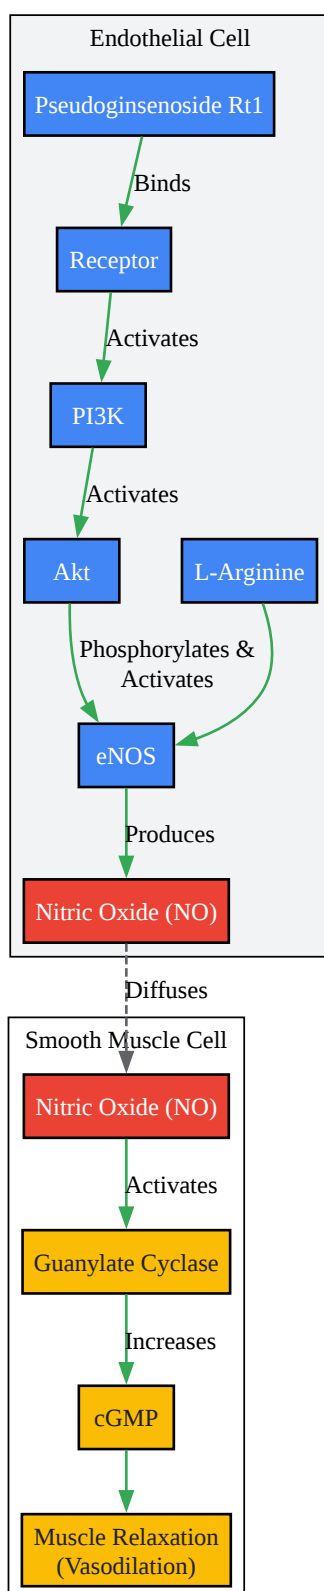 Endothelial Cell
Pseudoginsenoside Rt1
Binds
Receptor
Activates
PI3K
Activates
Akt
L-Arginine
Phosphorylates &
Activates
eNOS
Produces
Nitric Oxide (NO)
Diffuses
Smooth Muscle Cell
Nitric Oxide (NO)
Activates
Guanylate Cyclase
Increases
cGMP
Muscle Relaxation
(Vasodilation)